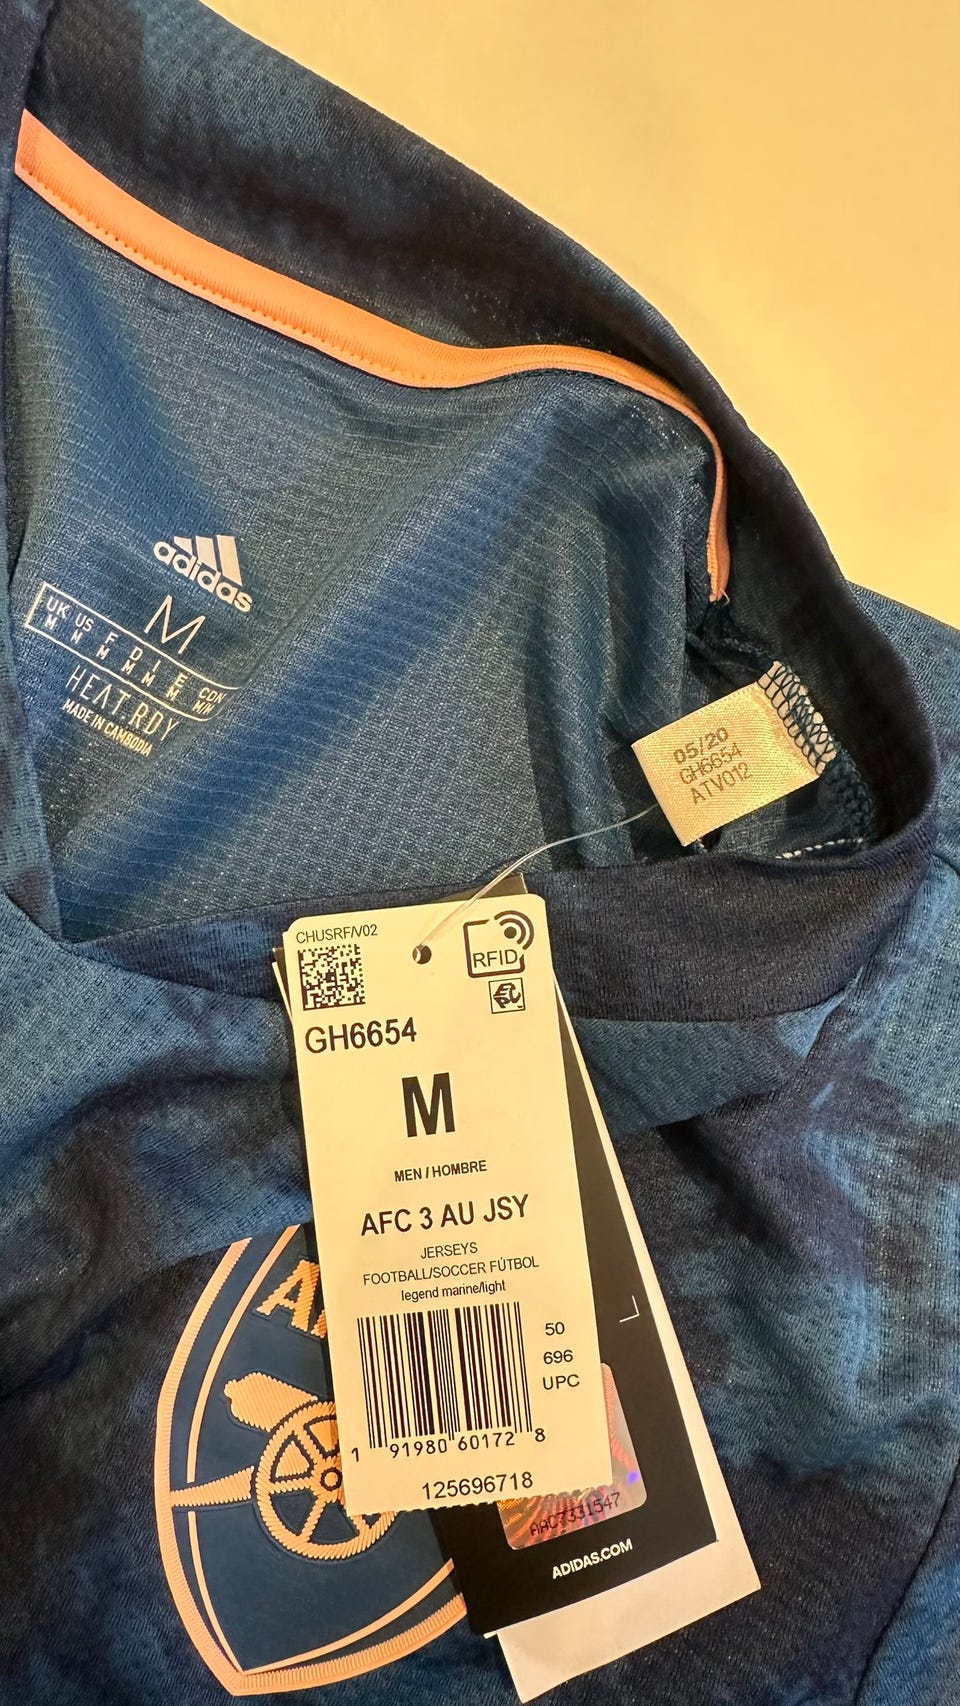 adidas
M
UK US F D I E CDN
M M M M M M M/M
HEAT.RDY
MADE IN CAMBODIA
05/20
GH6654
ATV012
CHUSRF/V02
RFID
GH6654
M
MEN / HOMBRE
AFC 3 AU JSY
JERSEYS
FOOTBALL/SOCCER FÚTBOL
legend marine/light
50
696
UPC
1 91980 60172 8
125696718
AAC7331547
ADIDAS.COM